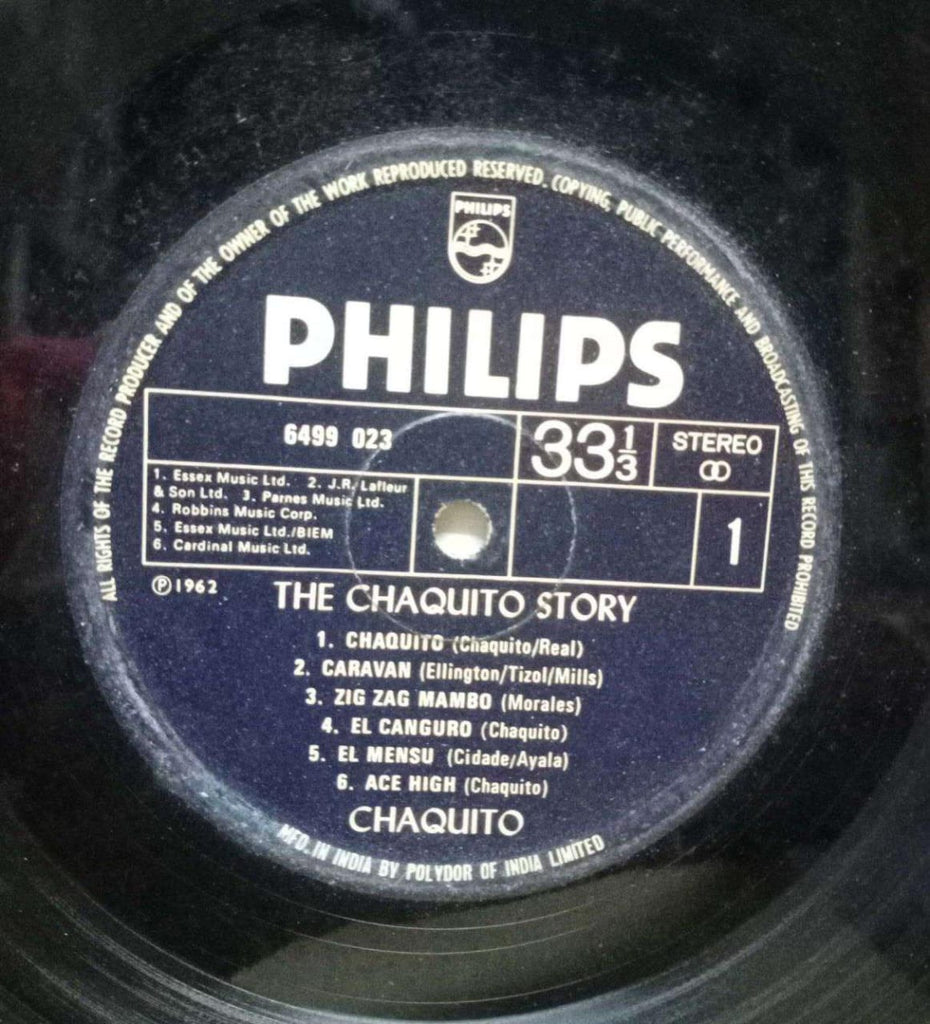 ALL RIGHTS OF THE RECORD PRODUCER AND OF THE OWNER OF THE WORK REPRODUCED RESERVED. COPYING, PUBLIC PERFORMANCE AND BROADCASTING OF THIS RECORD PROHIBITED
PHILIPS
PHILIPS
6499 023
33 1/3
STEREO
1. Essex Music Ltd. 2. J.R. Lafleur
& Son Ltd. 3. Parnes Music Ltd.
4. Robbins Music Corp.
5. Essex Music Ltd./BIEM
6. Cardinal Music Ltd.
1
Ⓟ1962
THE CHAQUITO STORY
1. CHAQUITO (Chaquito/Real)
2. CARAVAN (Ellington/Tizol/Mills)
3. ZIG ZAG MAMBO (Morales)
4. EL CANGURO (Chaquito)
5. EL MENSU (Cidade/Ayala)
6. ACE HIGH (Chaquito)
CHAQUITO
MFD. IN INDIA BY POLYDOR OF INDIA LIMITED